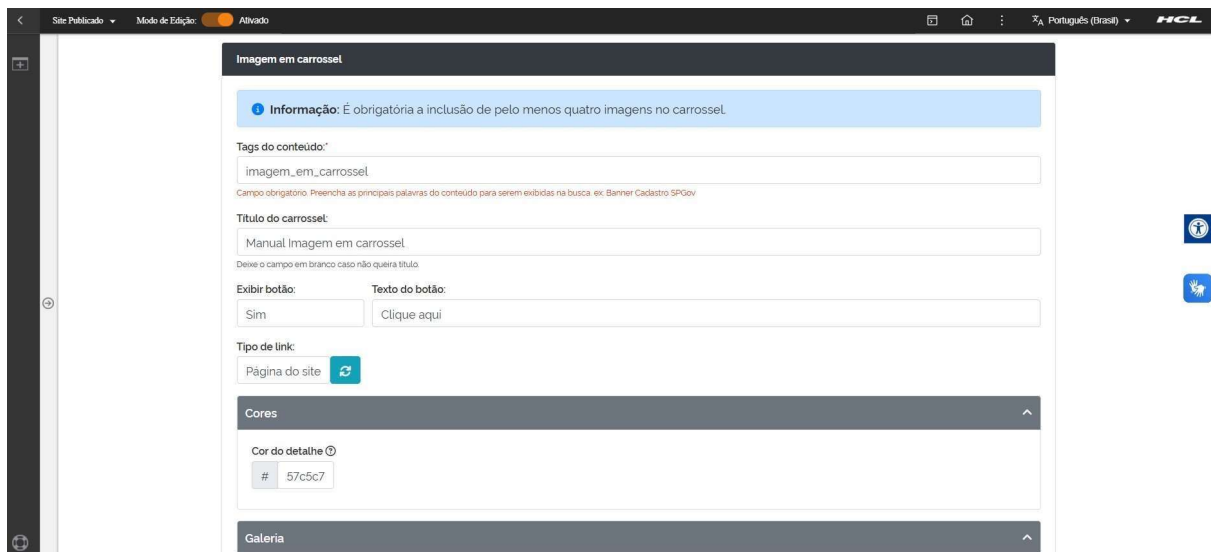 Site Publicado Modo de Edição: Ativado Português (Brasil) HCL
Imagem em carrossel
Informação: É obrigatória a inclusão de pelo menos quatro imagens no carrossel.
Tags do conteúdo:*
imagem_em_carrossel
Campo obrigatório. Preencha as principais palavras do conteúdo para serem exibidas na busca. ex: Banner Cadastro SPGov
Título do carrossel:
Manual Imagem em carrossel
Deixe o campo em branco caso não queira título.
Exibir botão: Texto do botão:
Sim Clique aqui
Tipo de link:
Página do site
Cores
Cor do detalhe
# 57c5c7
Galeria